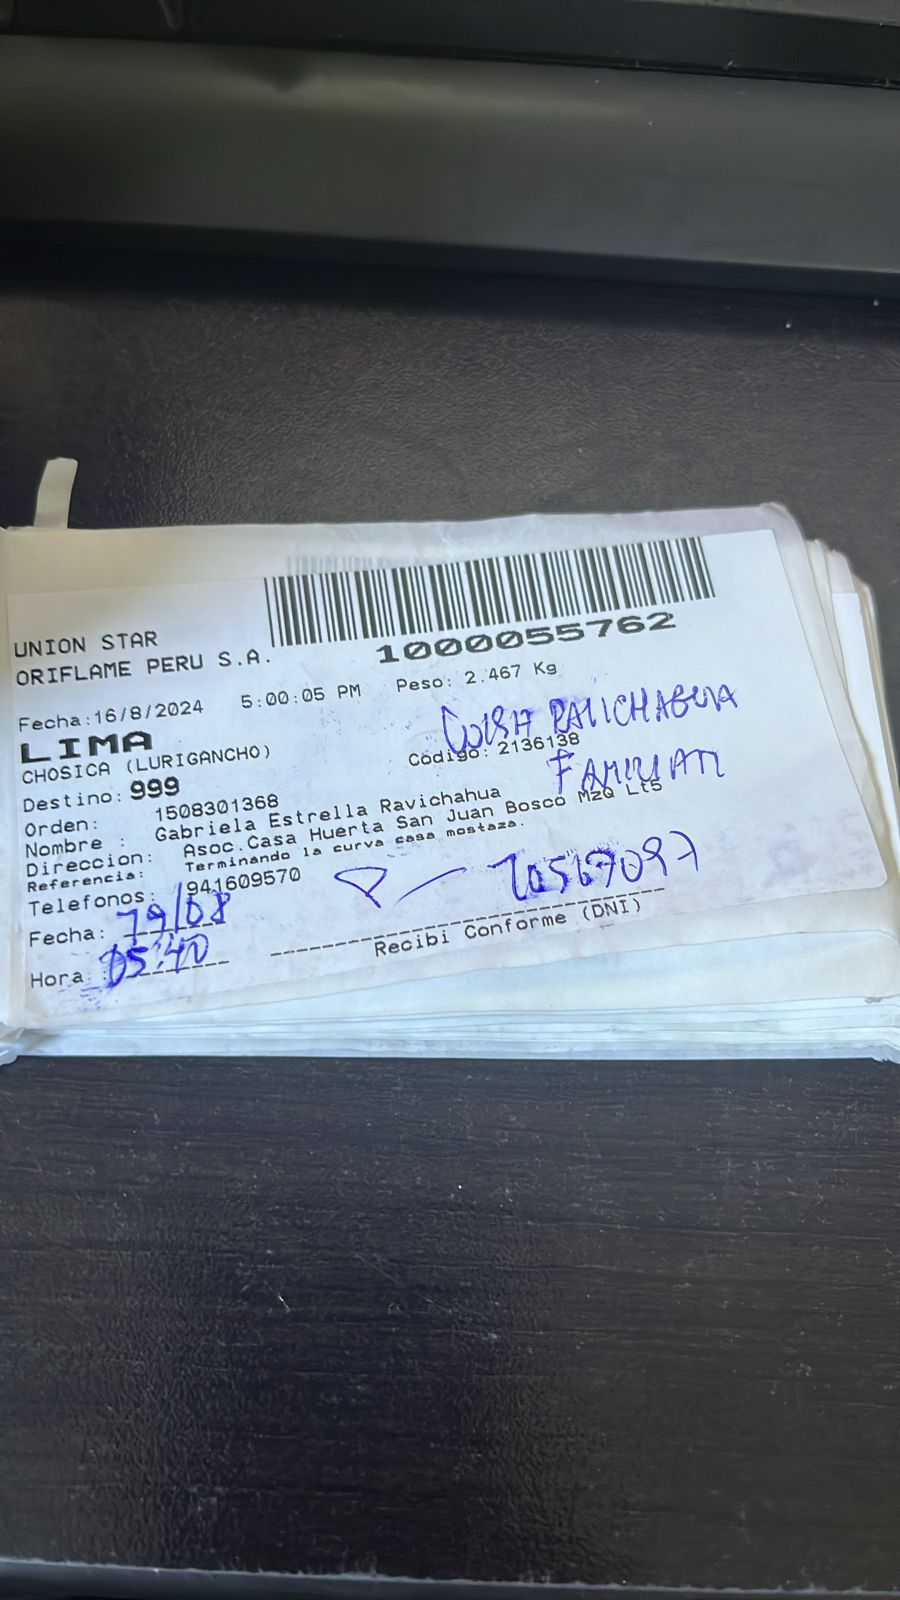 UNION STAR
ORIFLAME PERU S.A.
1000055762
Fecha:16/8/2024 5:00:05 PM Peso: 2.467 Kg
LIMA
CHOSICA (LURIGANCHO)
RAVICHAGUA
Destino: 999 Codigo: 2136138
FAMILIAR
Orden: 1508301368
Nombre : Gabriela Estrella Ravichahua
Direccion: Asoc.Casa Huerta San Juan Bosco MzQ Lt5
Referencia: Terminando la curva casa mostaza.
Telefonos: 941609570
Fecha: 19/08
70567097
Hora : 05:40
Recibi Conforme (DNI)